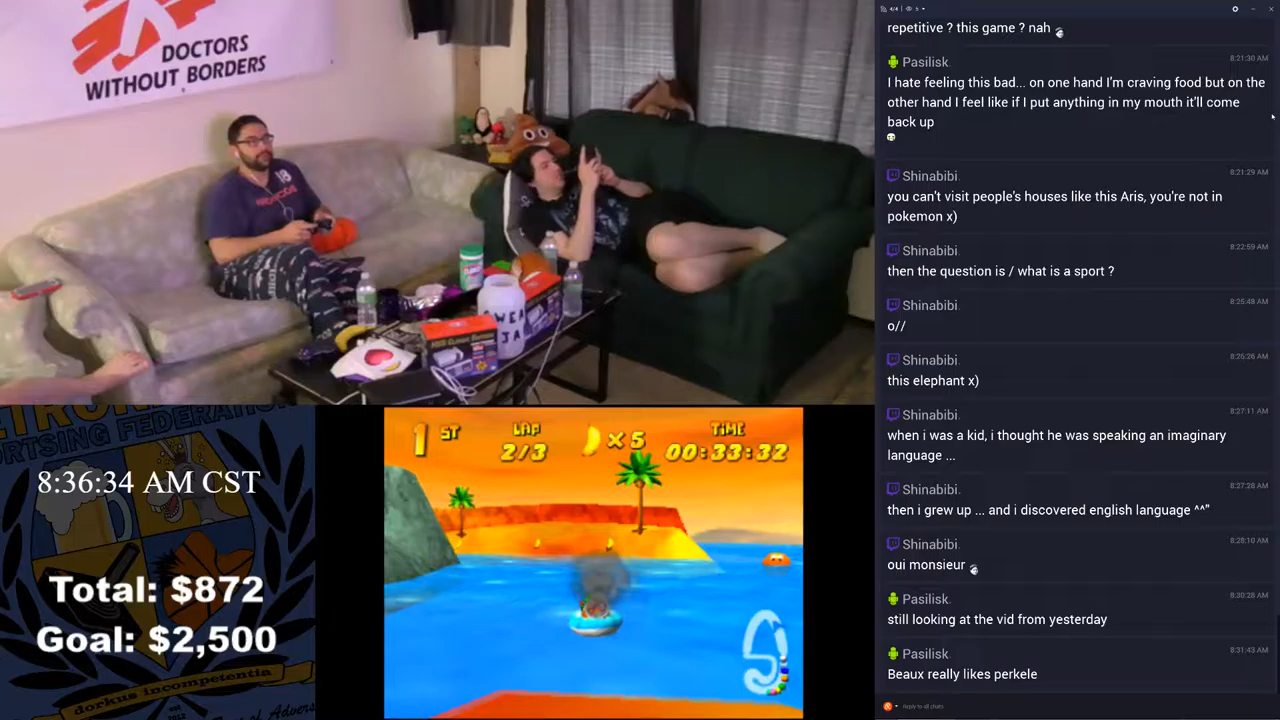 DOCTORS
WITHOUT BORDERS
8:36:34 AM CST
Total: $872
Goal: $2,500
dorkus incompetentia
1 ST
LAP
2/3
× 5
TIME
00:33:32
4/4
repetitive ? this game ? nah
Pasilisk.
8:21:30 AM
I hate feeling this bad... on one hand I'm craving food but on the
other hand I feel like if I put anything in my mouth it'll come
back up
Shinabibi.
8:21:29 AM
you can't visit people's houses like this Aris, you're not in
pokemon x)
Shinabibi.
8:22:59 AM
then the question is / what is a sport ?
Shinabibi.
8:25:48 AM
o//
Shinabibi.
8:26:26 AM
this elephant x)
Shinabibi.
8:27:11 AM
when i was a kid, i thought he was speaking an imaginary
language ...
Shinabibi.
8:27:28 AM
then i grew up ... and i discovered english language ^^"
Shinabibi.
8:28:10 AM
oui monsieur
Pasilisk.
8:30:28 AM
still looking at the vid from yesterday
Pasilisk.
8:31:43 AM
Beaux really likes perkele
Reply to all chats